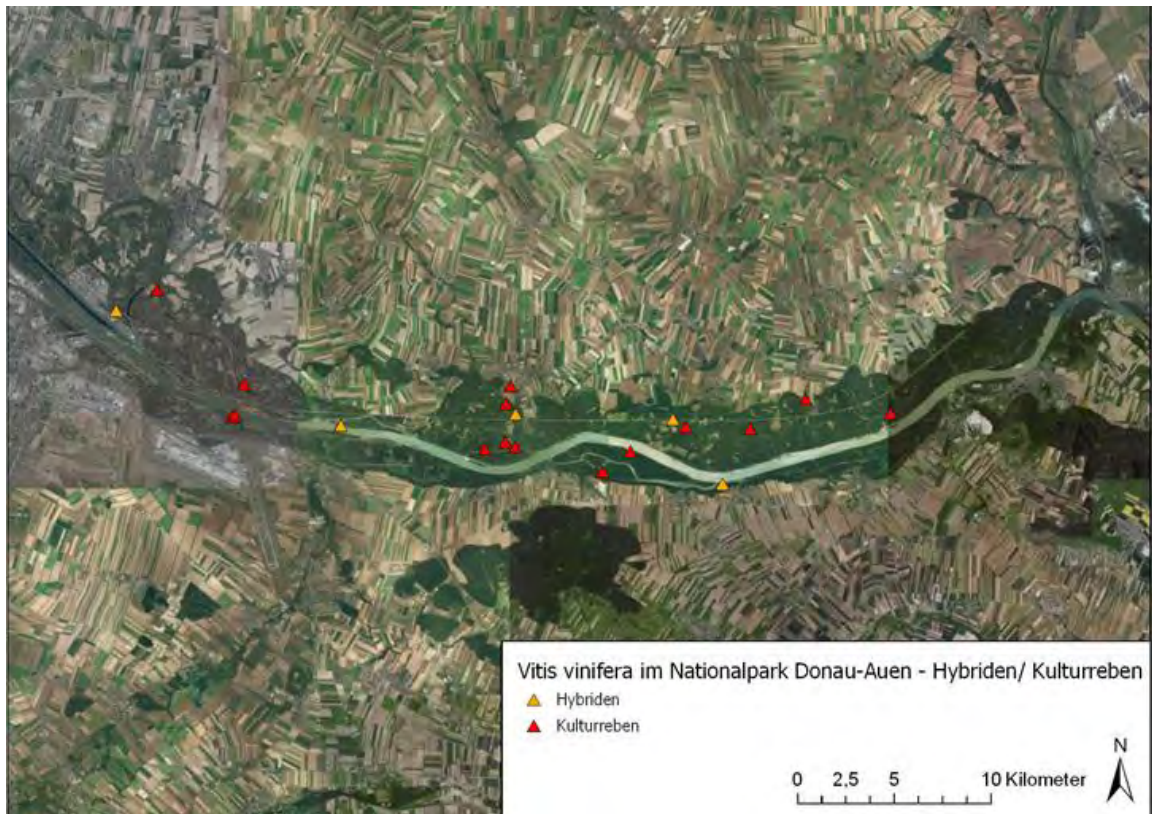 Vitis vinifera im Nationalpark Donau-Auen - Hybriden/ Kulturreben
Hybriden
Kulturreben
N
0 2,5 5 10 Kilometer